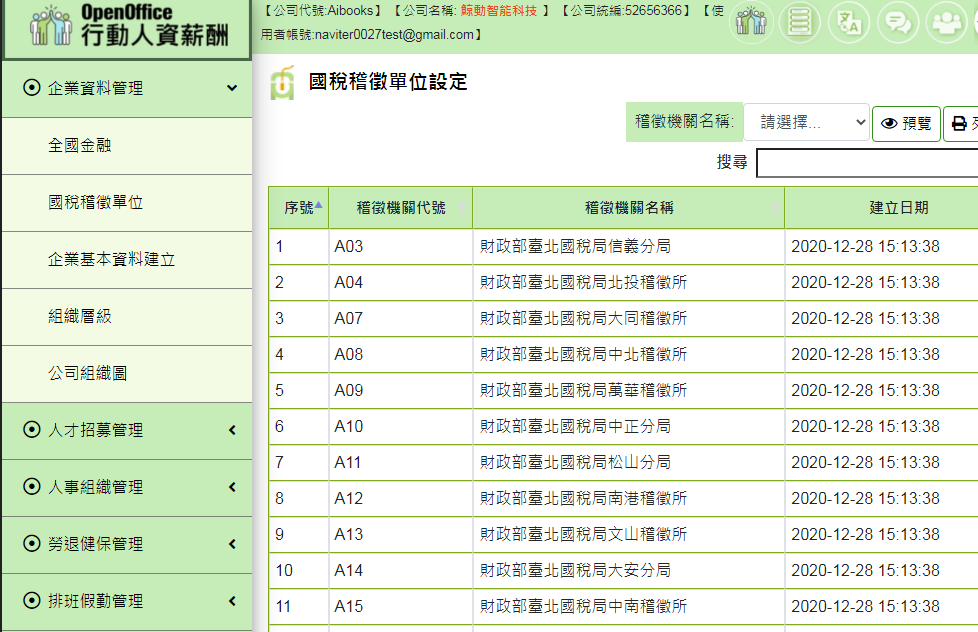 OpenOffice
行動人資薪酬
【公司代號:Aibooks】【公司名稱: 鯨動智能科技 】【公司統編:52656366】【使
用者帳號:naviter0027test@gmail.com】
企業資料管理
全國金融
國稅稽徵單位
企業基本資料建立
組織層級
公司組織圖
人才招募管理
人事組織管理
勞退健保管理
排班假勤管理
國稅稽徵單位設定
稽徵機關名稱: 請選擇... 預覽
搜尋
序號 稽徵機關代號 稽徵機關名稱 建立日期
1 A03 財政部臺北國稅局信義分局 2020-12-28 15:13:38
2 A04 財政部臺北國稅局北投稽徵所 2020-12-28 15:13:38
3 A07 財政部臺北國稅局大同稽徵所 2020-12-28 15:13:38
4 A08 財政部臺北國稅局中北稽徵所 2020-12-28 15:13:38
5 A09 財政部臺北國稅局萬華稽徵所 2020-12-28 15:13:38
6 A10 財政部臺北國稅局中正分局 2020-12-28 15:13:38
7 A11 財政部臺北國稅局松山分局 2020-12-28 15:13:38
8 A12 財政部臺北國稅局南港稽徵所 2020-12-28 15:13:38
9 A13 財政部臺北國稅局文山稽徵所 2020-12-28 15:13:38
10 A14 財政部臺北國稅局大安分局 2020-12-28 15:13:38
11 A15 財政部臺北國稅局中南稽徵所 2020-12-28 15:13:38